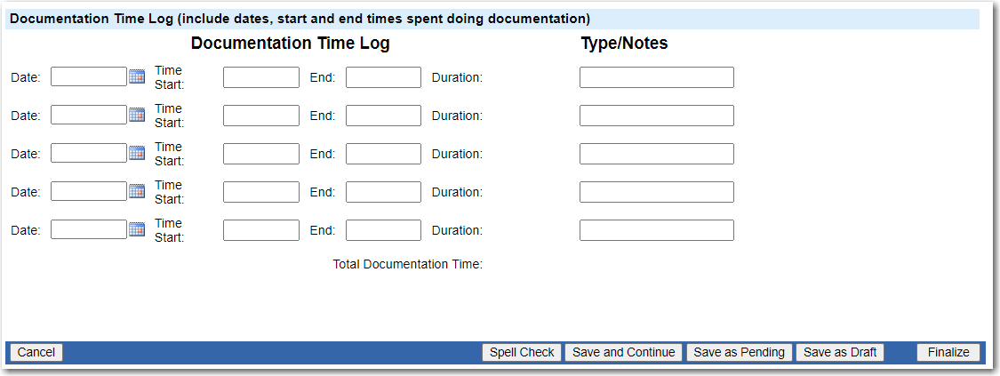 Documentation Time Log (include dates, start and end times spent doing documentation)
Documentation Time Log Type/Notes
Date: Time Start: End: Duration:
Date: Time Start: End: Duration:
Date: Time Start: End: Duration:
Date: Time Start: End: Duration:
Date: Time Start: End: Duration:
Total Documentation Time:
Cancel Spell Check Save and Continue Save as Pending Save as Draft Finalize